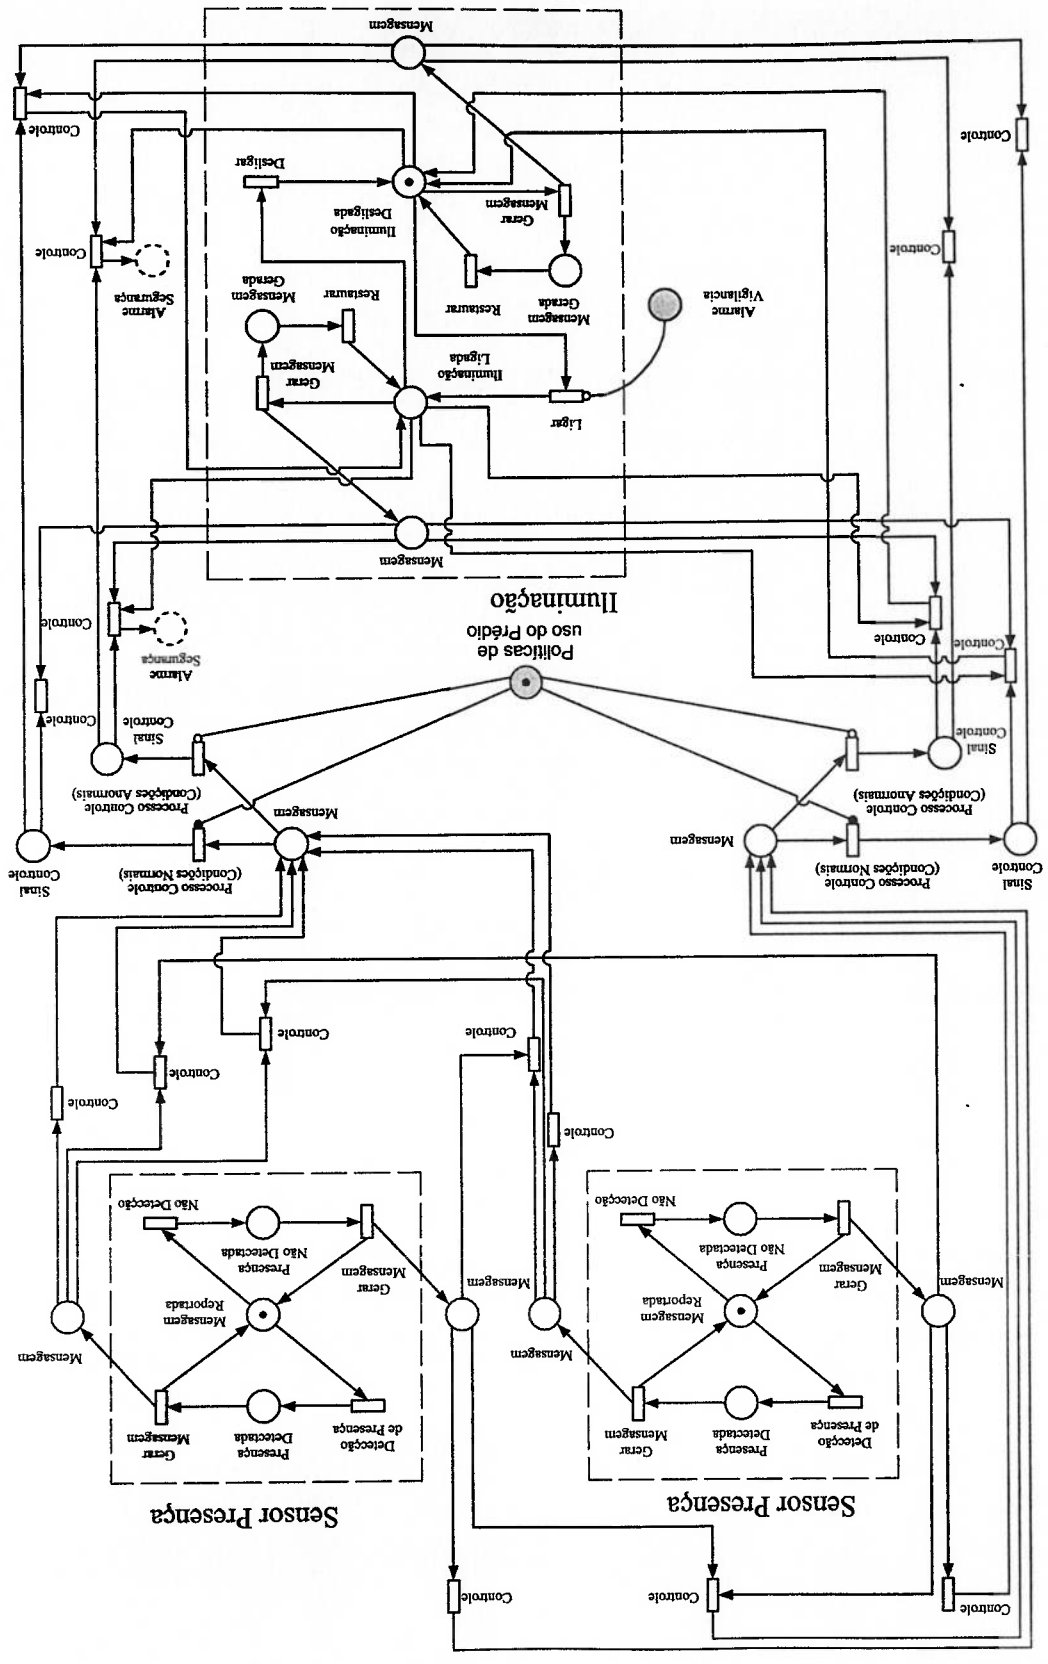 Controle
Controle
Controle
Sensor Presença
Sensor Presença
Detecção
de Presença
Presença
Detectada
Gerar
Mensagem
Detecção
de Presença
Presença
Detectada
Gerar
Mensagem
Mensagem
Mensagem
Mensagem
Reportada
Mensagem
Reportada
Mensagem
Gerar
Mensagem
Presença
Não Detectada
Não Detecção
Mensagem
Gerar
Mensagem
Presença
Não Detectada
Não Detecção
Controle
Controle
Controle
Controle
Controle
Sinal
Controle
Processo Controle
(Condições Normais)
Processo Controle
(Condições Normais)
Sinal
Controle
Mensagem
Mensagem
Processo Controle
(Condições Anormais)
Processo Controle
(Condições Anormais)
Sinal
Controle
Sinal
Controle
Controle
Políticas de
uso do Prédio
Alarme
Segurança
Controle
Controle
Controle
Iluminação
Mensagem
Ligar
Gerar
Mensagem
Iluminação
Ligada
Alarme
Vigilancia
Mensagem
Gerada
Restaurar
Restaurar
Mensagem
Gerada
Alarme
Segurança
Controle
Controle
Iluminação
Desligada
Gerar
Mensagem
Desligar
Controle
Controle
Mensagem